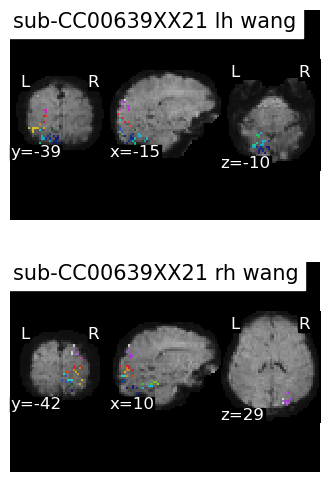 sub-CC00639XX21 lh wang
L R
L R
y=-39 x=-15 z=-10
sub-CC00639XX21 rh wang
L R
L R
y=-42 x=10 z=29